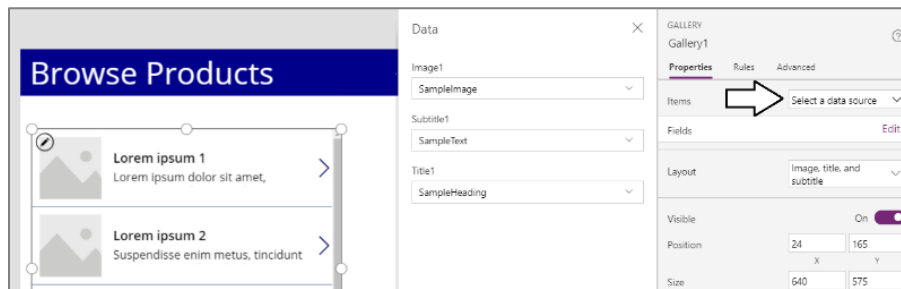 Browse Products
Lorem ipsum 1
Lorem ipsum dolor sit amet,
Lorem ipsum 2
Suspendisse enim metus, tincidunt
Data
Image1
SampleImage
Subtitle1
SampleText
Title1
SampleHeading
GALLERY
Gallery1
Properties Rules Advanced
Items Select a data source
Fields Edit
Layout Image, title, and
subtitle
Visible On
Position 24 165
X Y
Size 640 575